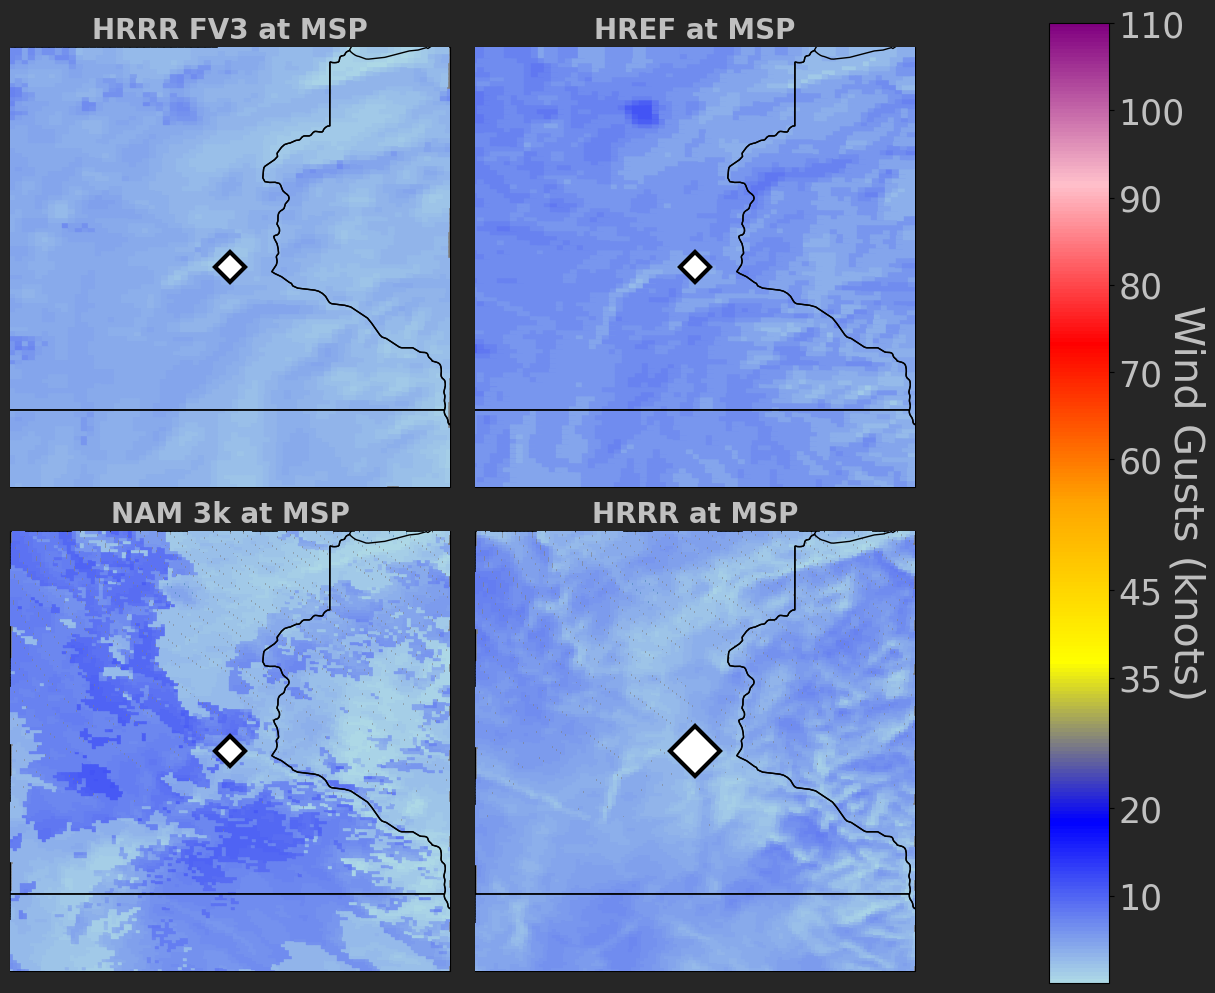 HRRR FV3 at MSP
HREF at MSP
NAM 3k at MSP
HRRR at MSP
110
100
90
80
70
60
45
35
20
10
Wind Gusts (knots)